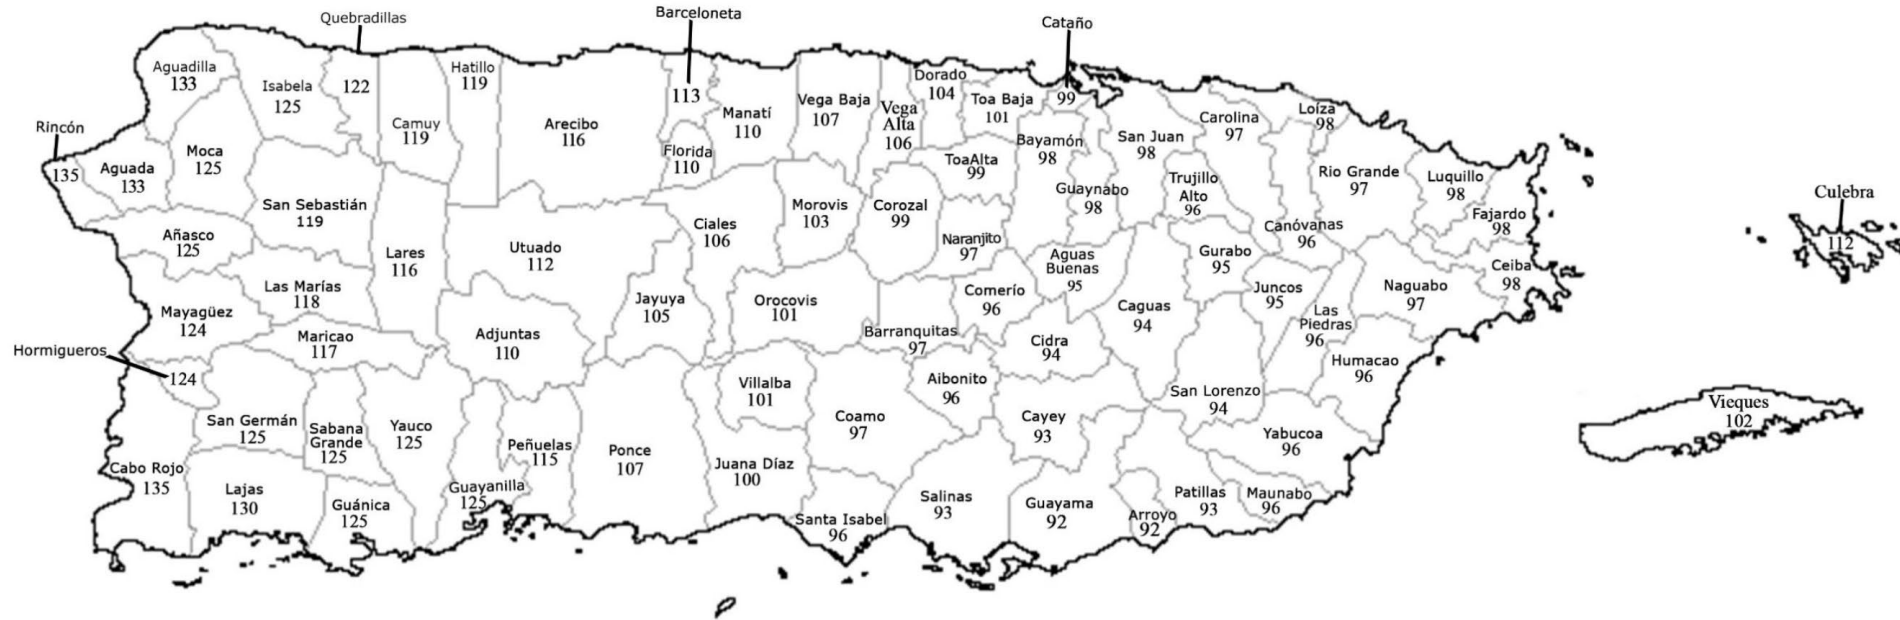 Quebradillas
122
Barceloneta
113
Cataño
99
Aguadilla
133
Isabela
125
Hatillo
119
Camuy
119
Arecibo
116
Florida
110
Manatí
110
Vega Baja
107
Vega
Alta
106
Dorado
104
Toa Baja
101
Bayamón
98
San Juan
98
Carolina
97
Loíza
98
Rincón
135
Aguada
133
Moca
125
San Sebastián
119
Lares
116
Utuado
112
Ciales
106
Morovis
103
Corozal
99
ToaAlta
99
Naranjito
97
Guaynabo
98
Trujillo
Alto
96
Canóvanas
96
Rio Grande
97
Luquillo
98
Fajardo
98
Ceiba
98
Culebra
112
Añasco
125
Las Marías
118
Mayagüez
124
Maricao
117
Adjuntas
110
Jayuya
105
Orocovis
101
Barranquitas
97
Comerío
96
Aguas
Buenas
95
Caguas
94
Gurabo
95
Juncos
95
Las
Piedras
96
Naguabo
97
Humacao
96
Hormigueros
124
San Germán
125
Sabana
Grande
125
Yauco
125
Peñuelas
115
Ponce
107
Villalba
101
Coamo
97
Aibonito
96
Cidra
94
Cayey
93
San Lorenzo
94
Yabucoa
96
Vieques
102
Cabo Rojo
135
Lajas
130
Guánica
125
Guayanilla
125
Juana Díaz
100
Santa Isabel
96
Salinas
93
Guayama
92
Arroyo
92
Patillas
93
Maunabo
96